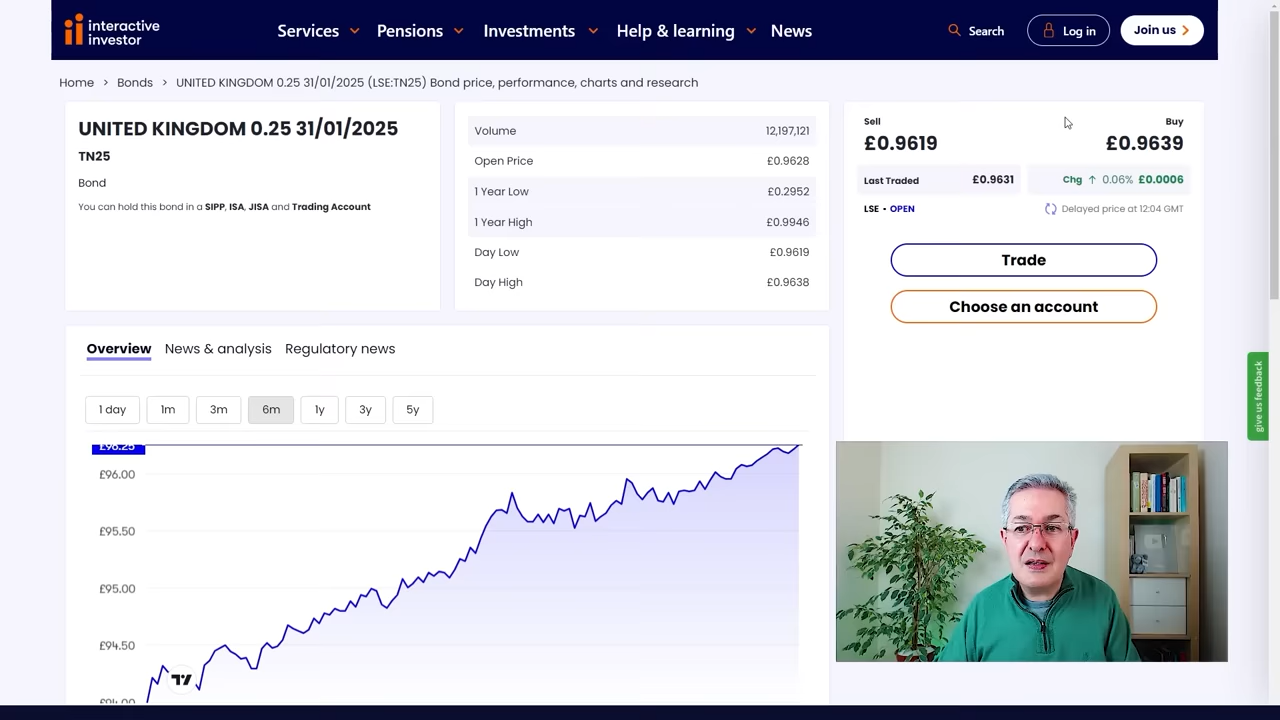 interactive
investor
Services
Pensions
Investments
Help & learning
News
Search
Log in
Join us
Home > Bonds > UNITED KINGDOM 0.25 31/01/2025 (LSE:TN25) Bond price, performance, charts and research
UNITED KINGDOM 0.25 31/01/2025
TN25
Bond
You can hold this bond in a SIPP, ISA, JISA and Trading Account
Volume 12,197,121
Open Price £0.9628
1 Year Low £0.2952
1 Year High £0.9946
Day Low £0.9619
Day High £0.9638
Sell Buy
£0.9619 £0.9639
Last Traded £0.9631 Chg ↑ 0.06% £0.0006
LSE • OPEN Delayed price at 12:04 GMT
Trade
Choose an account
give us feedback
Overview News & analysis Regulatory news
1 day 1m 3m 6m 1y 3y 5y
£96.25
£96.00
£95.50
£95.00
£94.50
£94.00